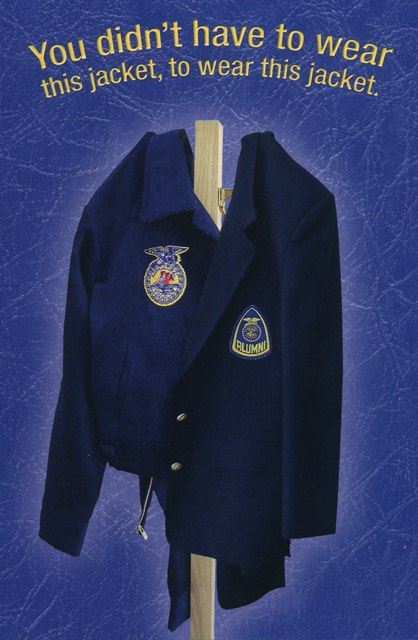 You didn't have to wear
this jacket, to wear this jacket.
ALUMNI